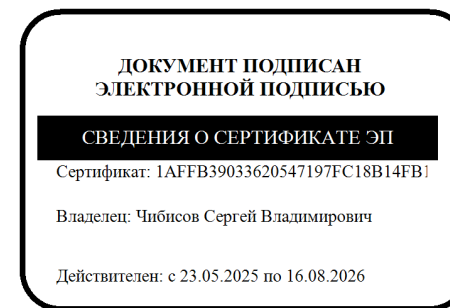 ДОКУМЕНТ ПОДПИСАН
ЭЛЕКТРОННОЙ ПОДПИСЬЮ
СВЕДЕНИЯ О СЕРТИФИКАТЕ ЭП
Сертификат: 1AFFB39033620547197FC18B14FB1
Владелец: Чибисов Сергей Владимирович
Действителен: с 23.05.2025 по 16.08.2026